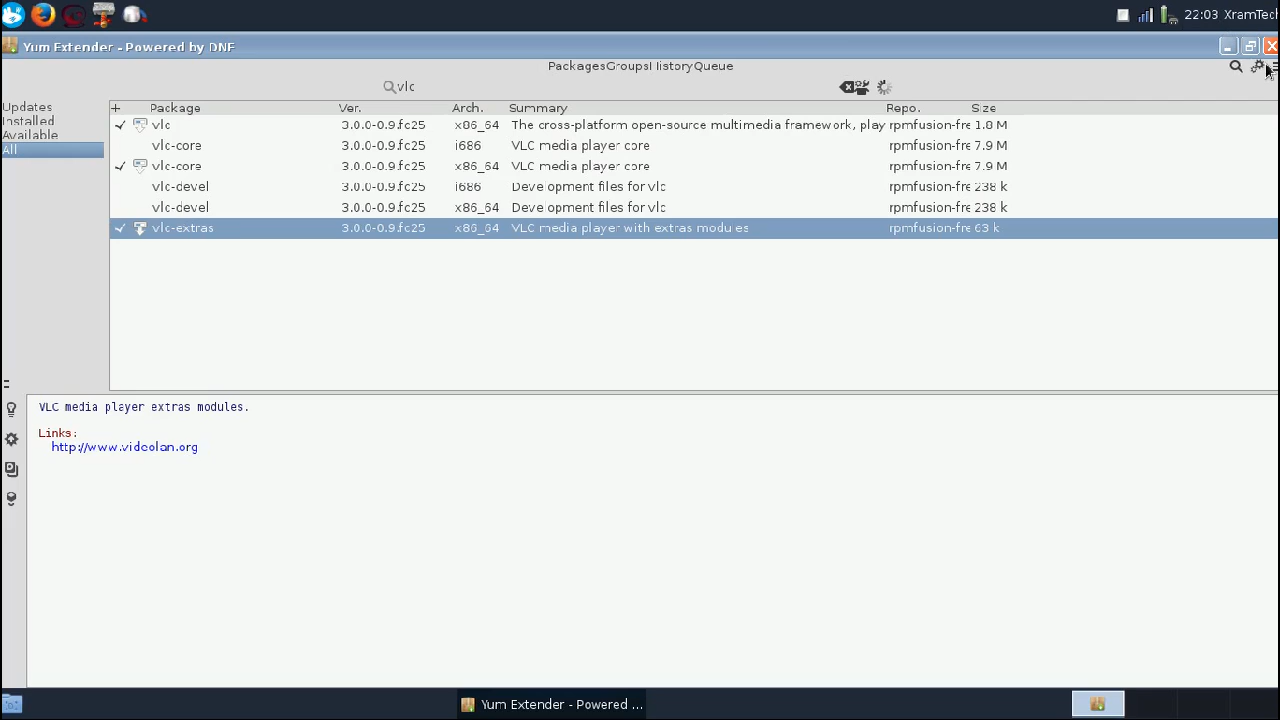 22:03 XramTech
Yum Extender - Powered by DNF
PackagesGroupsHistoryQueue
vlc
Updates
Installed
Available
All
+ Package Ver. Arch. Summary Repo. Size
vlc 3.0.0-0.9.fc25 x86_64 The cross-platform open-source multimedia framework, play rpmfusion-fre 1.8 M
vlc-core 3.0.0-0.9.fc25 i686 VLC media player core rpmfusion-fre 7.9 M
vlc-core 3.0.0-0.9.fc25 x86_64 VLC media player core rpmfusion-fre 7.9 M
vlc-devel 3.0.0-0.9.fc25 i686 Development files for vlc rpmfusion-fre 238 k
vlc-devel 3.0.0-0.9.fc25 x86_64 Development files for vlc rpmfusion-fre 238 k
vlc-extras 3.0.0-0.9.fc25 x86_64 VLC media player with extras modules rpmfusion-fre 63 k
VLC media player extras modules.
Links:
http://www.videolan.org
Yum Extender - Powered ...